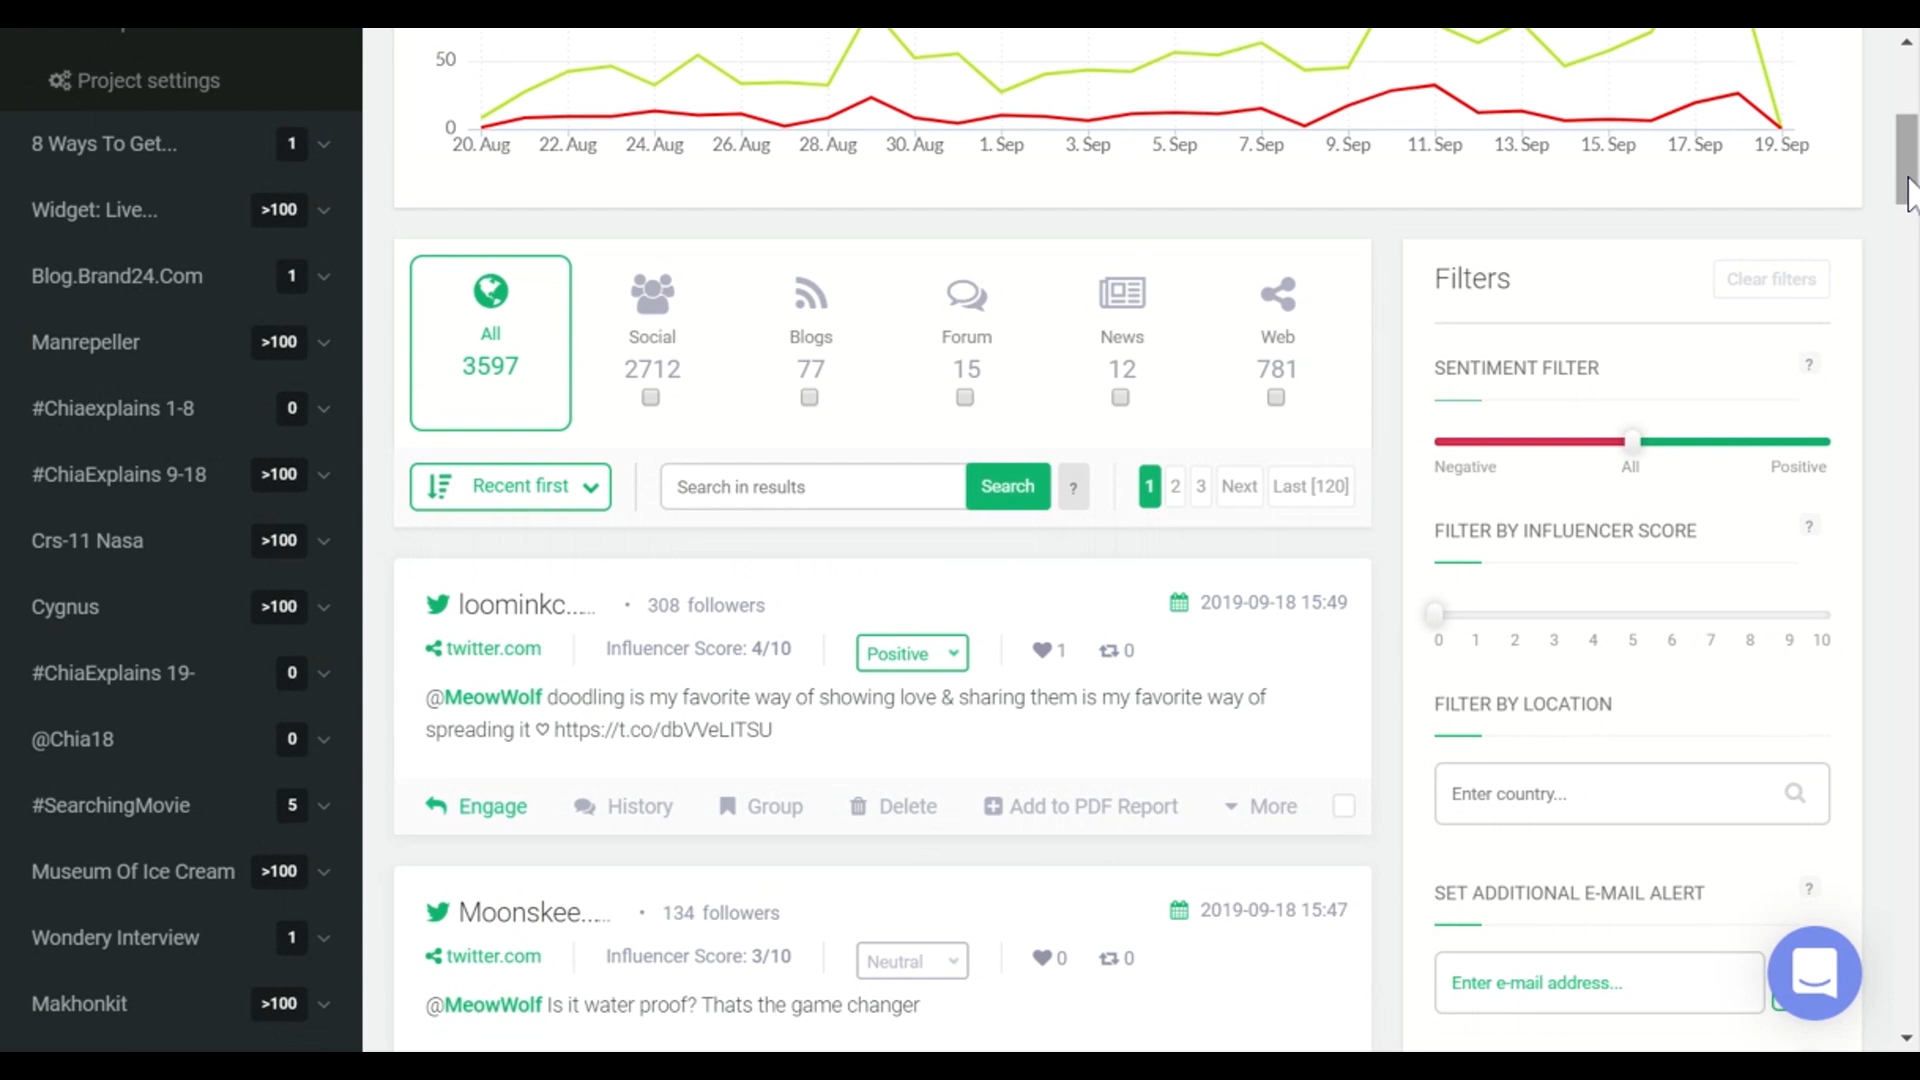 Project settings
8 Ways To Get... 1
Widget: Live... >100
Blog.Brand24.Com 1
Manrepeller >100
#Chiaexplains 1-8 0
#ChiaExplains 9-18 >100
Crs-11 Nasa >100
Cygnus >100
#ChiaExplains 19- 0
@Chia18 0
#SearchingMovie 5
Museum Of Ice Cream >100
Wondery Interview 1
Makhonkit >100
50
0
20. Aug 22. Aug 24. Aug 26. Aug 28. Aug 30. Aug 1. Sep 3. Sep 5. Sep 7. Sep 9. Sep 11. Sep 13. Sep 15. Sep 17. Sep 19. Sep
All Social Blogs Forum News Web
3597 2712 77 15 12 781
Recent first Search in results Search ? 1 2 3 Next Last [120]
loominkc...... • 308 followers 2019-09-18 15:49
twitter.com Influencer Score: 4/10 Positive 1 0
@MeowWolf doodling is my favorite way of showing love & sharing them is my favorite way of
spreading it ♡ https://t.co/dbVVeLITSU
Engage History Group Delete Add to PDF Report More
Moonskee...... • 134 followers 2019-09-18 15:47
twitter.com Influencer Score: 3/10 Neutral 0 0
@MeowWolf Is it water proof? Thats the game changer
Filters Clear filters
SENTIMENT FILTER ?
Negative All Positive
FILTER BY INFLUENCER SCORE ?
0 1 2 3 4 5 6 7 8 9 10
FILTER BY LOCATION
Enter country...
SET ADDITIONAL E-MAIL ALERT ?
Enter e-mail address...